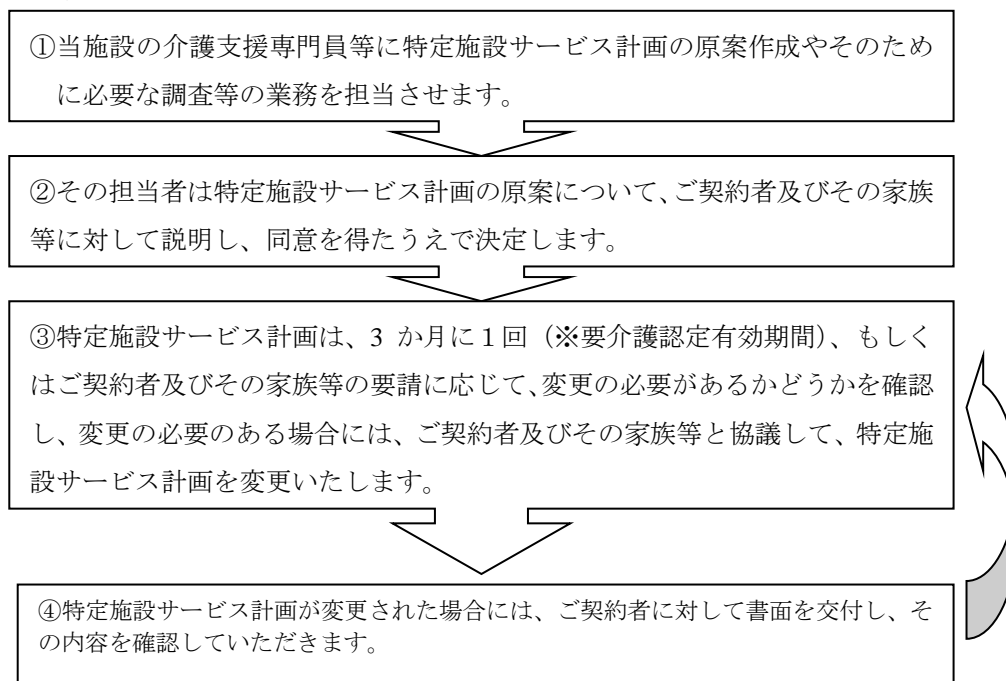 ①当施設の介護支援専門員等に特定施設サービス計画の原案作成やそのため
に必要な調査等の業務を担当させます。
②その担当者は特定施設サービス計画の原案について、ご契約者及びその家族
等に対して説明し、同意を得たうえで決定します。
③特定施設サービス計画は、3 か月に1回（※要介護認定有効期間）、もしく
はご契約者及びその家族等の要請に応じて、変更の必要があるかどうかを確認
し、変更の必要のある場合には、ご契約者及びその家族等と協議して、特定施
設サービス計画を変更いたします。
④特定施設サービス計画が変更された場合には、ご契約者に対して書面を交付し、そ
の内容を確認していただきます。